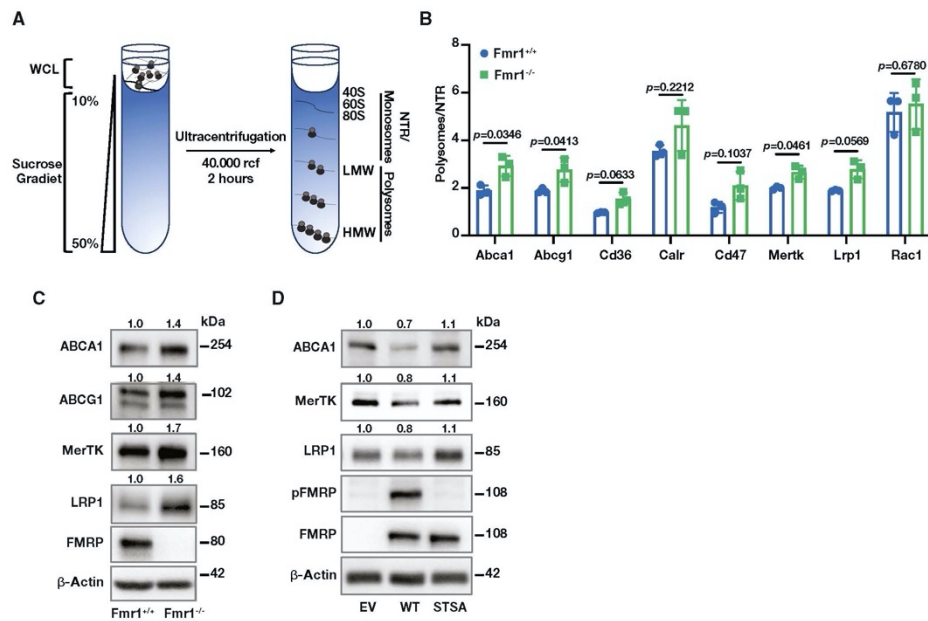 A
WCL
10%
Sucrose
Gradiet
50%
Ultracentrifugation
40.000 rcf
2 hours
40S
60S
80S
LMW
HMW
NTR/
Monosomes
Polysomes
B
Fmr1+/+
Fmr1-/-
Polysomes/NTR
8
6
4
2
0
p=0.0346
p=0.0413
p=0.0633
p=0.2212
p=0.1037
p=0.0461
p=0.0569
p=0.6780
Abca1 Abcg1 Cd36 Calr Cd47 Mertk Lrp1 Rac1
C
1.0 1.4 kDa
ABCA1 254
1.0 1.4
ABCG1 102
1.0 1.7
MerTK 160
1.0 1.6
LRP1 85
FMRP 80
β-Actin 42
Fmr1+/+ Fmr1-/-
D
1.0 0.7 1.1 kDa
ABCA1 254
1.0 0.8 1.1
MerTK 160
1.0 0.8 1.1
LRP1 85
pFMRP 108
FMRP 108
β-Actin 42
EV WT STSA